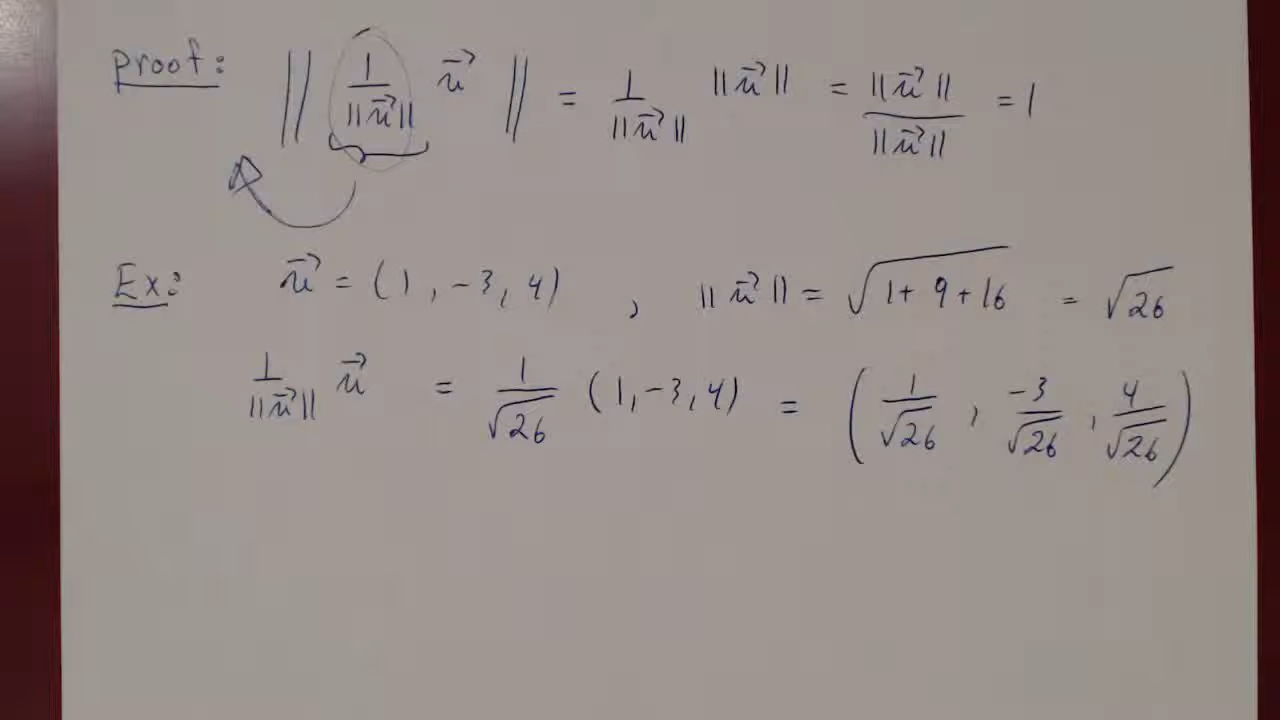 Proof: || 1/||u⃗|| u⃗ || = 1/||u⃗|| ||u⃗|| = ||u⃗||/||u⃗|| = 1
Ex: u⃗ = (1, -3, 4) , ||u⃗|| = √(1+9+16) = √26
1/||u⃗|| u⃗ = 1/√26 (1, -3, 4) = (1/√26, -3/√26, 4/√26)